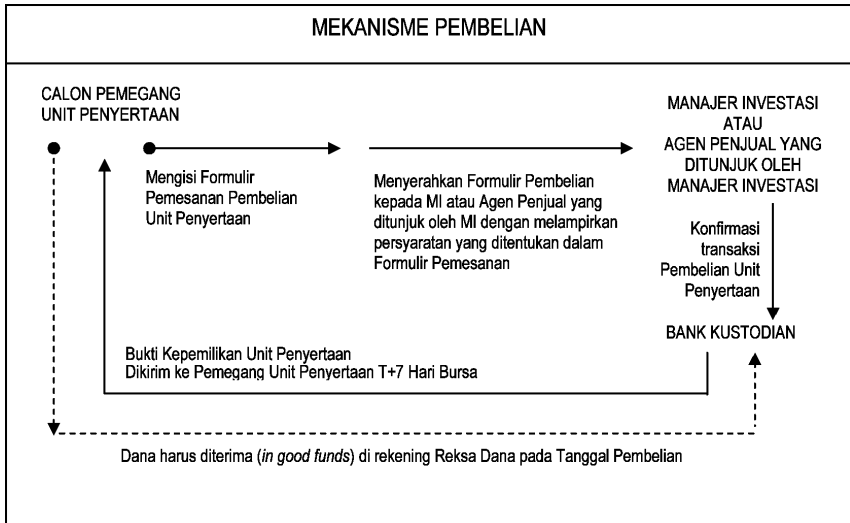 MEKANISME PEMBELIAN
CALON PEMEGANG
UNIT PENYERTAAN
Mengisi Formulir
Pemesanan Pembelian
Unit Penyertaan
Menyerahkan Formulir Pembelian
kepada MI atau Agen Penjual yang
ditunjuk oleh MI dengan melampirkan
persyaratan yang ditentukan dalam
Formulir Pemesanan
MANAJER INVESTASI
ATAU
AGEN PENJUAL YANG
DITUNJUK OLEH
MANAJER INVESTASI
Konfirmasi
transaksi
Pembelian Unit
Penyertaan
BANK KUSTODIAN
Bukti Kepemilikan Unit Penyertaan
Dikirim ke Pemegang Unit Penyertaan T+7 Hari Bursa
Dana harus diterima (in good funds) di rekening Reksa Dana pada Tanggal Pembelian